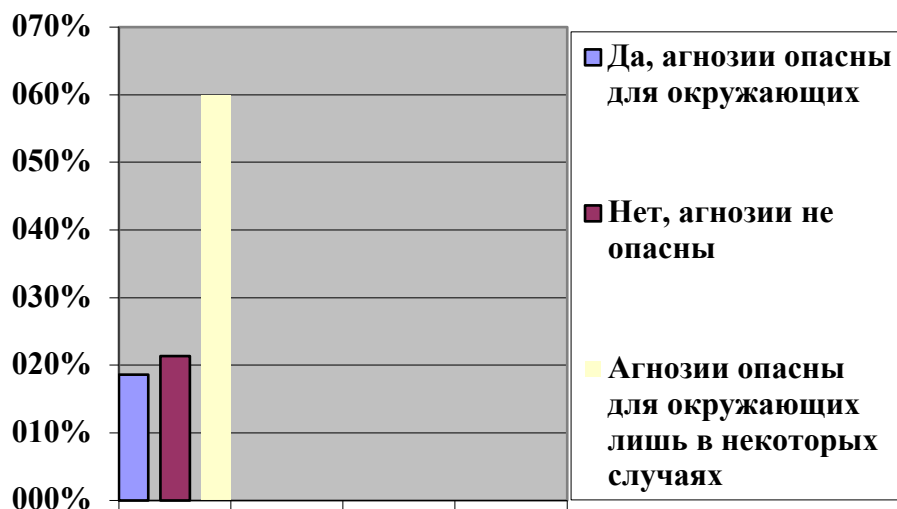 070%
060%
050%
040%
030%
020%
010%
000%
Да, агнозии опасны
для окружающих
Нет, агнозии не
опасны
Агнозии опасны
для окружающих
лишь в некоторых
случаях